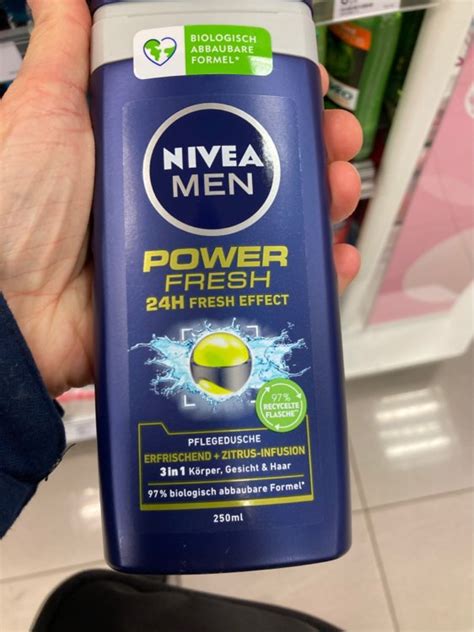 BIOLOGISCH
ABBAUBARE
FORMEL*
NIVEA
MEN
POWER
FRESH
24H FRESH EFFECT
97%
RECYCELTE
FLASCHE**
PFLEGEDUSCHE
ERFRISCHEND + ZITRUS-INFUSION
3in1 Körper, Gesicht & Haar
97% biologisch abbaubare Formel*
250ml